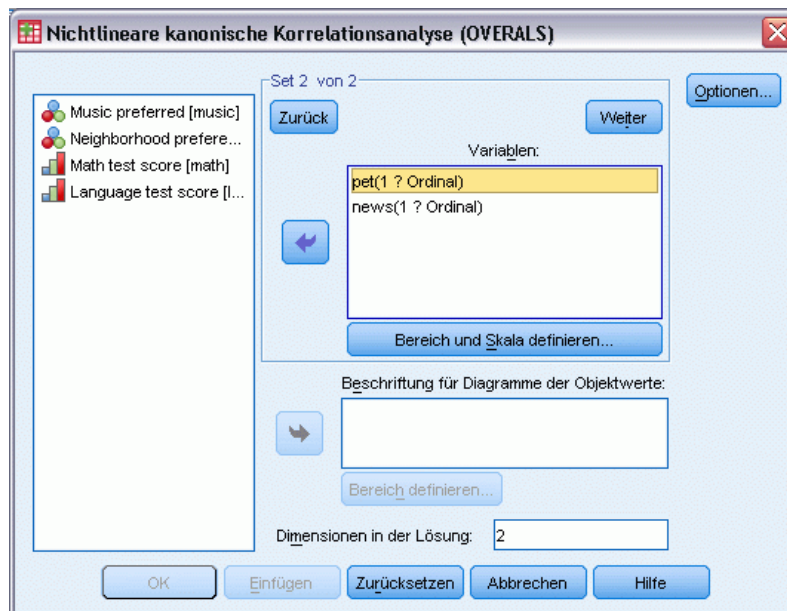 Nichtlineare kanonische Korrelationsanalyse (OVERALS)
Music preferred [music]
Neighborhood prefere...
Math test score [math]
Language test score [l...
Set 2 von 2
Zurück
Weiter
Variablen:
pet(1 ? Ordinal)
news(1 ? Ordinal)
Bereich und Skala definieren...
Beschriftung für Diagramme der Objektwerte:
Bereich definieren...
Dimensionen in der Lösung:
2
Optionen...
OK
Einfügen
Zurücksetzen
Abbrechen
Hilfe